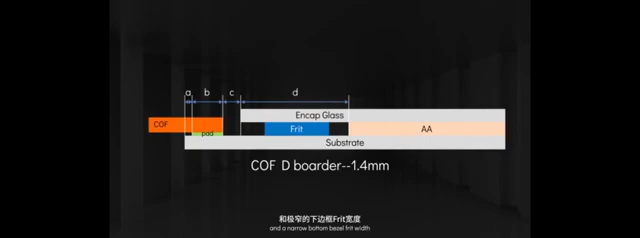 a b c d
Encap Glass
COF
pad
Frit
AA
Substrate
COF D boarder--1.4mm
和极窄的下边框Frit宽度
and a narrow bottom bezel frit width